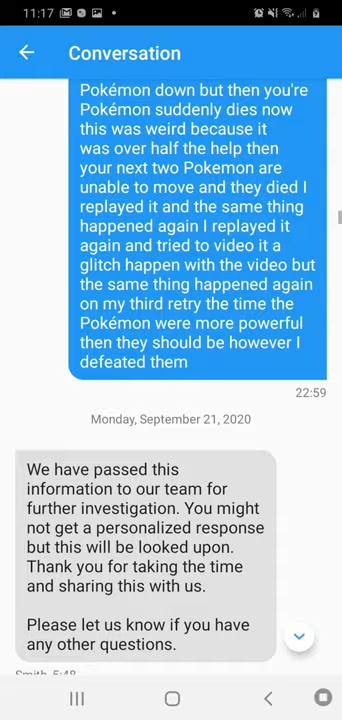 11:17
Conversation
Pokémon down but then you're
Pokémon suddenly dies now
this was weird because it
was over half the help then
your next two Pokemon are
unable to move and they died I
replayed it and the same thing
happened again I replayed it
again and tried to video it a
glitch happen with the video but
the same thing happened again
on my third retry the time the
Pokémon were more powerful
then they should be however I
defeated them
22:59
Monday, September 21, 2020
We have passed this
information to our team for
further investigation. You might
not get a personalized response
but this will be looked upon.
Thank you for taking the time
and sharing this with us.
Please let us know if you have
any other questions.
Smith, 5:48